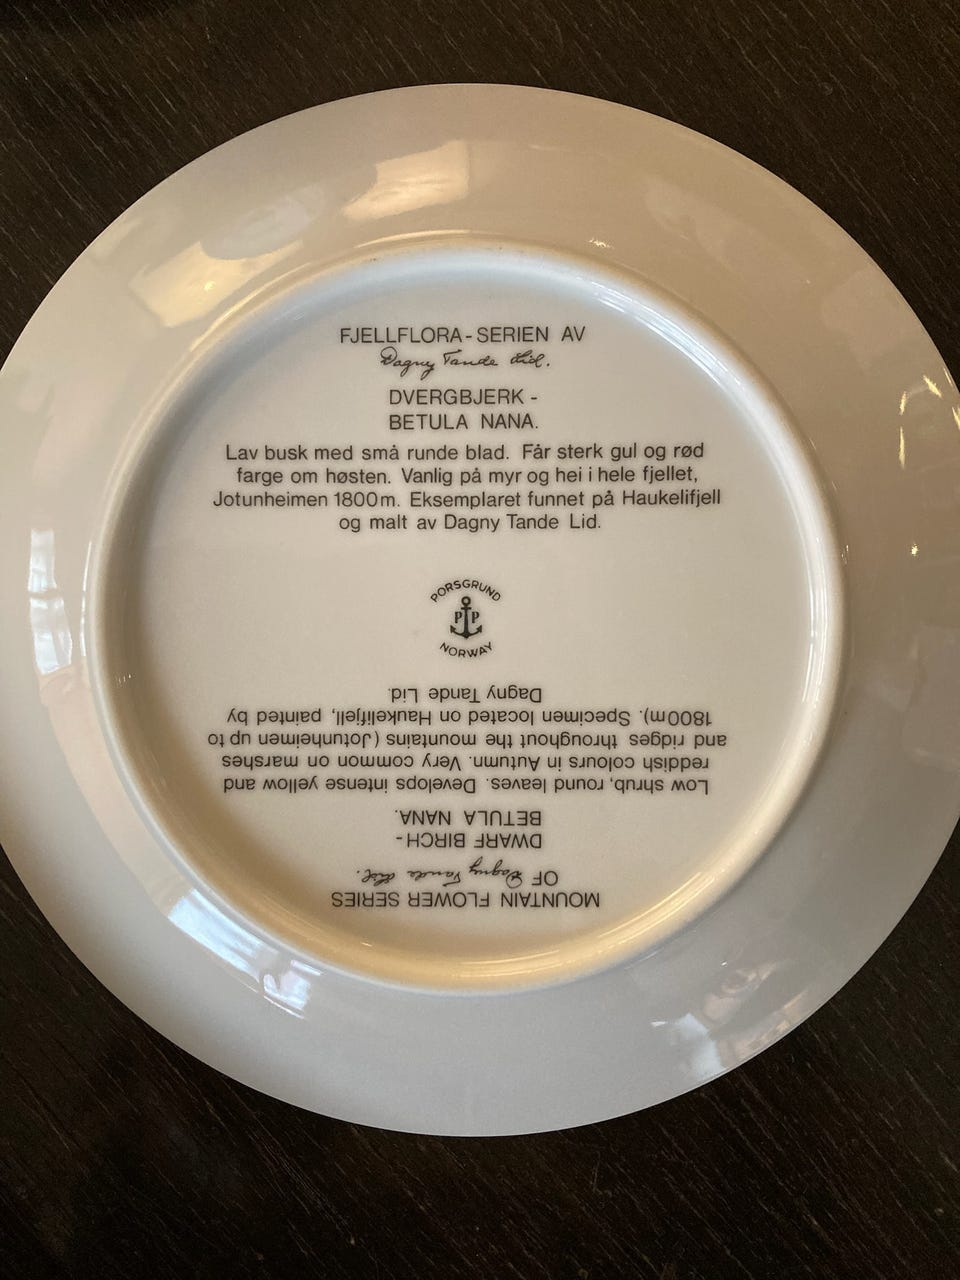 FJELLFLORA-SERIEN AV
Dagny Tande Lid.
DVERGBJERK -
BETULA NANA.
Lav busk med små runde blad. Får sterk gul og rød
farge om høsten. Vanlig på myr og hei i hele fjellet,
Jotunheimen 1800m. Eksemplaret funnet på Haukelifjell
og malt av Dagny Tande Lid.
PORSGRUND
PP
NORWAY
MOUNTAIN FLOWER SERIES
OF Dagny Tande Lid.
DWARF BIRCH-
BETULA NANA.
Low shrub, round leaves. Develops intense yellow and
reddish colours in Autumn. Very common on marshes
and ridges throughout the mountains (Jotunheimen up to
1800m). Specimen located on Haukelifjell, painted by
Dagny Tande Lid.